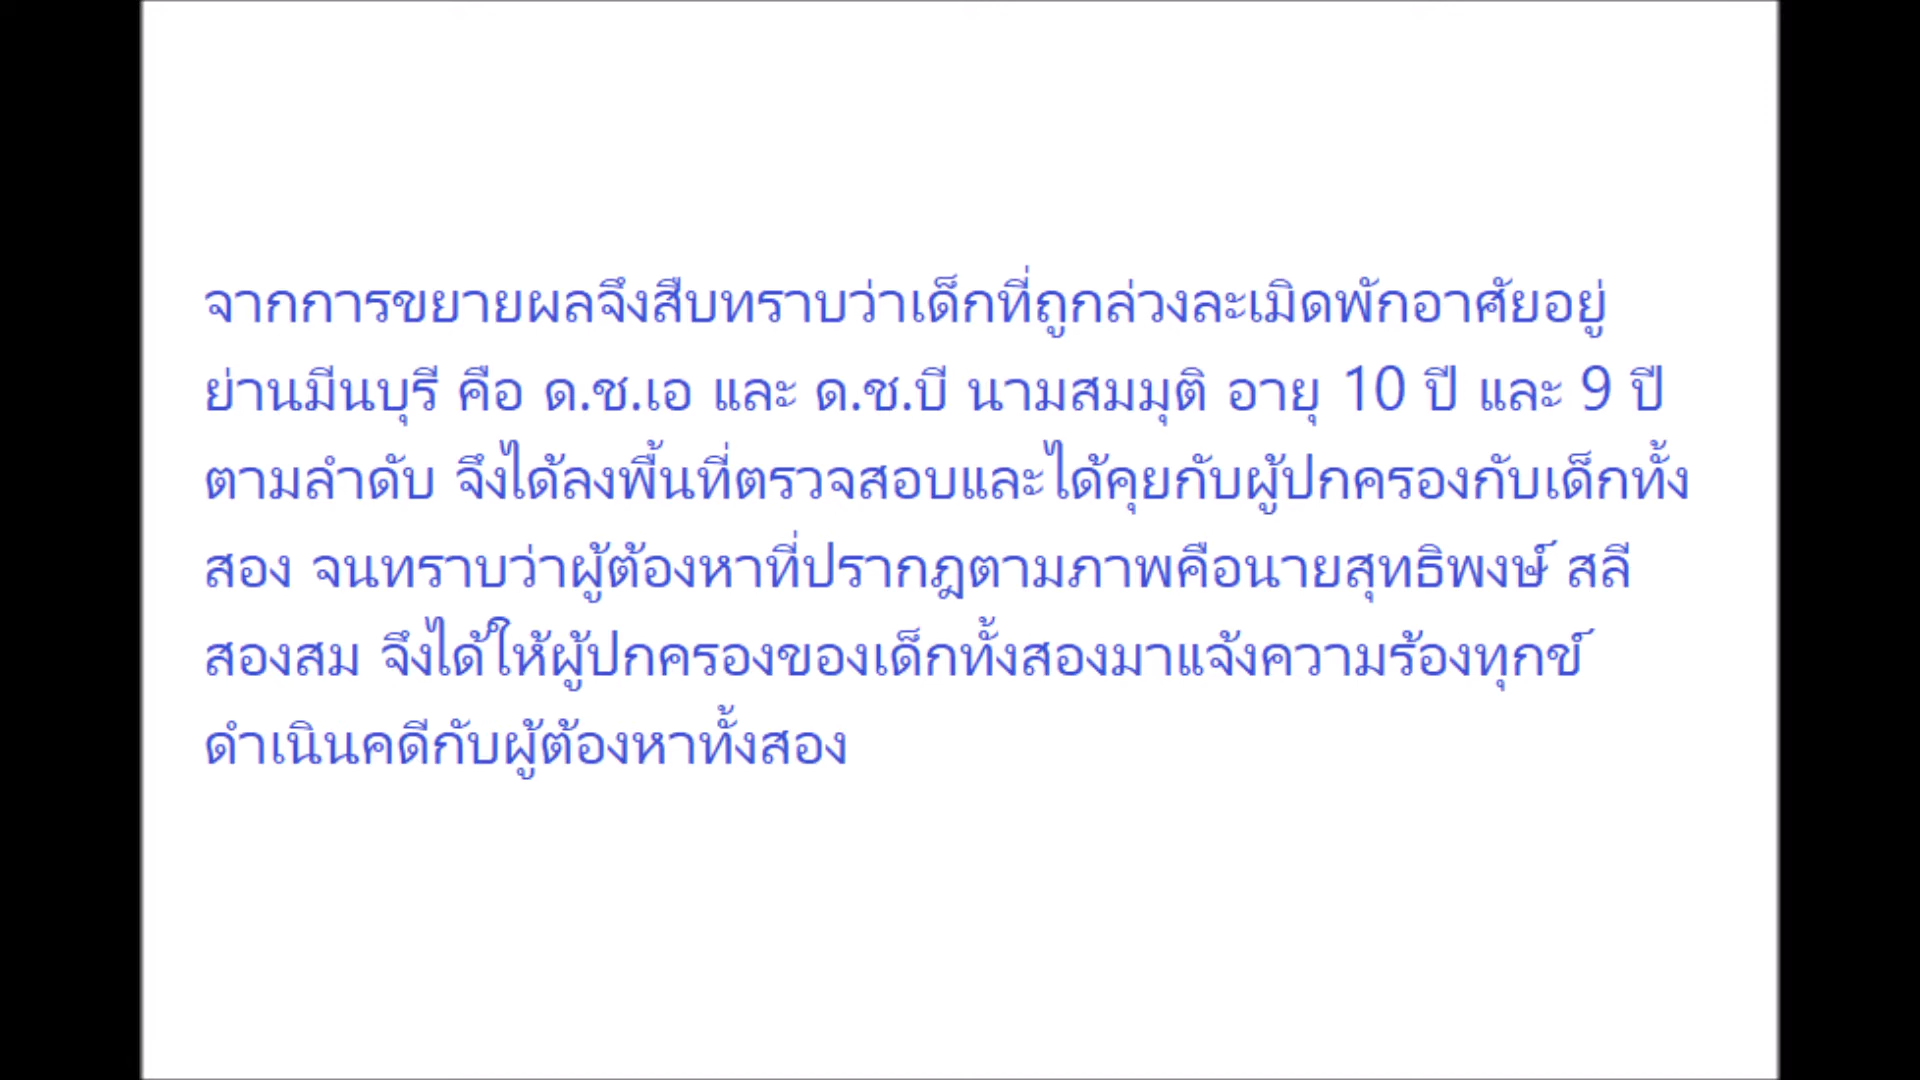 จากการขยายผลจึงสืบทราบว่าเด็กที่ถูกล่วงละเมิดพักอาศัยอยู่
ย่านมีนบุรี คือ ด.ช.เอ และ ด.ช.บี นามสมมุติ อายุ 10 ปี และ 9 ปี
ตามลำดับ จึงได้ลงพื้นที่ตรวจสอบและได้คุยกับผู้ปกครองกับเด็กทั้ง
สอง จนทราบว่าผู้ต้องหาที่ปรากฎตามภาพคือนายสุทธิพงษ์ สลี
สองสม จึงได้ให้ผู้ปกครองของเด็กทั้งสองมาแจ้งความร้องทุกข์
ดำเนินคดีกับผู้ต้องหาทั้งสอง